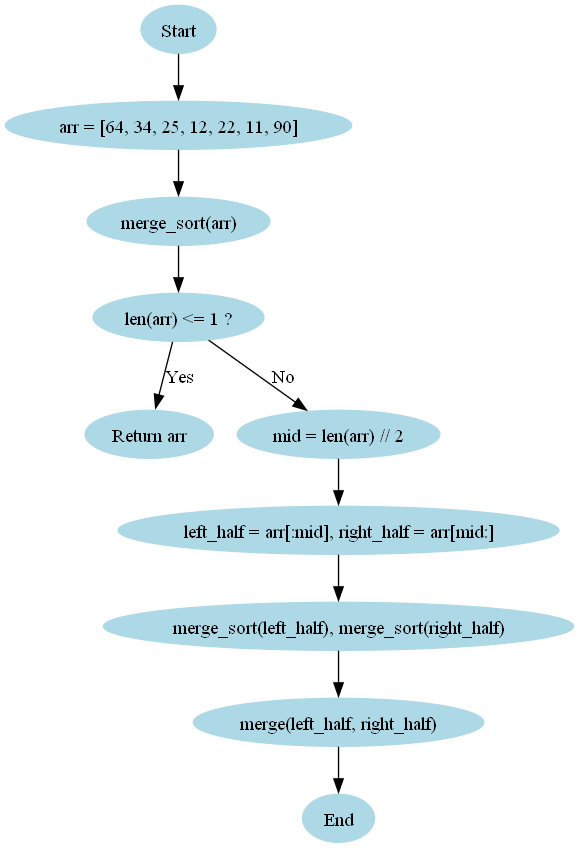 Start
arr = [64, 34, 25, 12, 22, 11, 90]
merge_sort(arr)
len(arr) <= 1 ?
Yes
No
Return arr
mid = len(arr) // 2
left_half = arr[:mid], right_half = arr[mid:]
merge_sort(left_half), merge_sort(right_half)
merge(left_half, right_half)
End